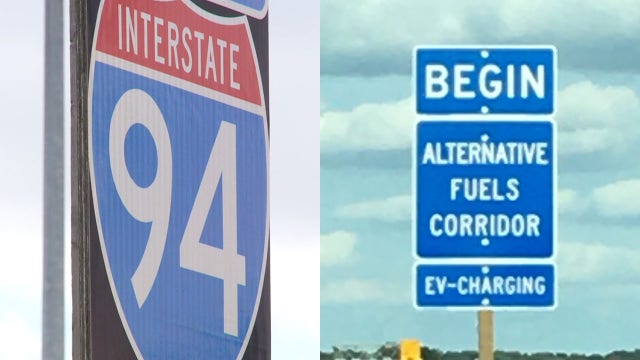 INTERSTATE
94
BEGIN
ALTERNATIVE
FUELS
CORRIDOR
EV-CHARGING